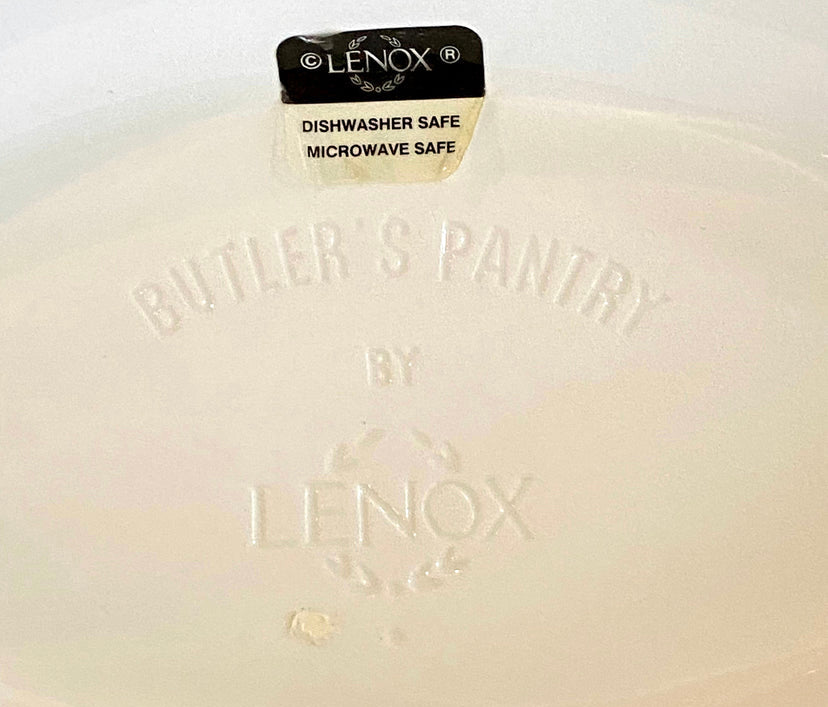 © LENOX ®
DISHWASHER SAFE
MICROWAVE SAFE
BUTLER'S PANTRY
BY
LENOX